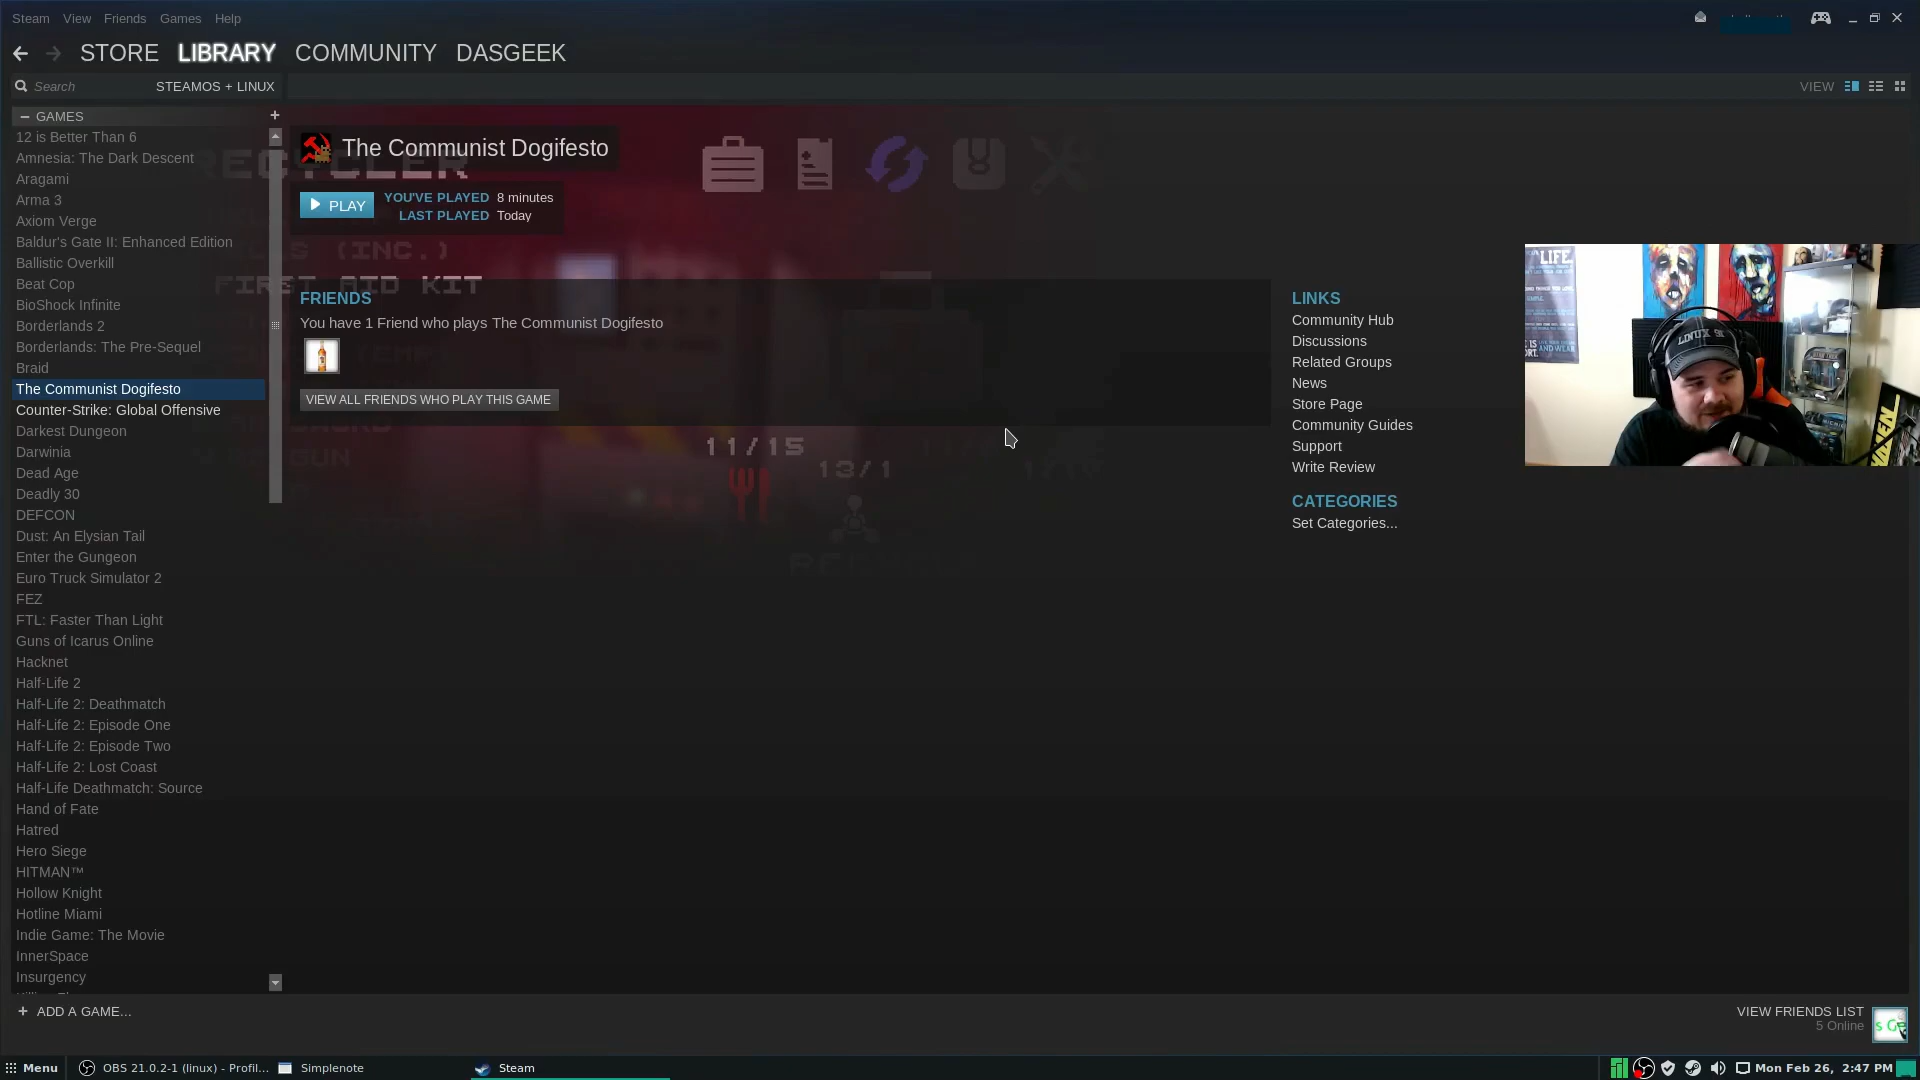 Steam View Friends Games Help
STORE LIBRARY COMMUNITY DASGEEK
Search STEAMOS + LINUX VIEW
GAMES
12 is Better Than 6
Amnesia: The Dark Descent
Aragami
Arma 3
Axiom Verge
Baldur's Gate II: Enhanced Edition
Ballistic Overkill
Beat Cop
BioShock Infinite
Borderlands 2
Borderlands: The Pre-Sequel
Braid
The Communist Dogifesto
Counter-Strike: Global Offensive
Darkest Dungeon
Darwinia
Dead Age
Deadly 30
DEFCON
Dust: An Elysian Tail
Enter the Gungeon
Euro Truck Simulator 2
FEZ
FTL: Faster Than Light
Guns of Icarus Online
Hacknet
Half-Life 2
Half-Life 2: Deathmatch
Half-Life 2: Episode One
Half-Life 2: Episode Two
Half-Life 2: Lost Coast
Half-Life Deathmatch: Source
Hand of Fate
Hatred
Hero Siege
HITMAN™
Hollow Knight
Hotline Miami
Indie Game: The Movie
InnerSpace
Insurgency
ADD A GAME...
The Communist Dogifesto
RECYCLER
PLAY
YOU'VE PLAYED 8 minutes
LAST PLAYED Today
(INC.)
FIRST AID KIT
FRIENDS
You have 1 Friend who plays The Communist Dogifesto
VIEW ALL FRIENDS WHO PLAY THIS GAME
GUN
11/15
13/1
LINKS
Community Hub
Discussions
Related Groups
News
Store Page
Community Guides
Support
Write Review
CATEGORIES
Set Categories...
LIFE.
LINUX
VIEW FRIENDS LIST
5 Online
Menu OBS 21.0.2-1 (linux) - Profil... Simplenote Steam Mon Feb 26, 2:47 PM